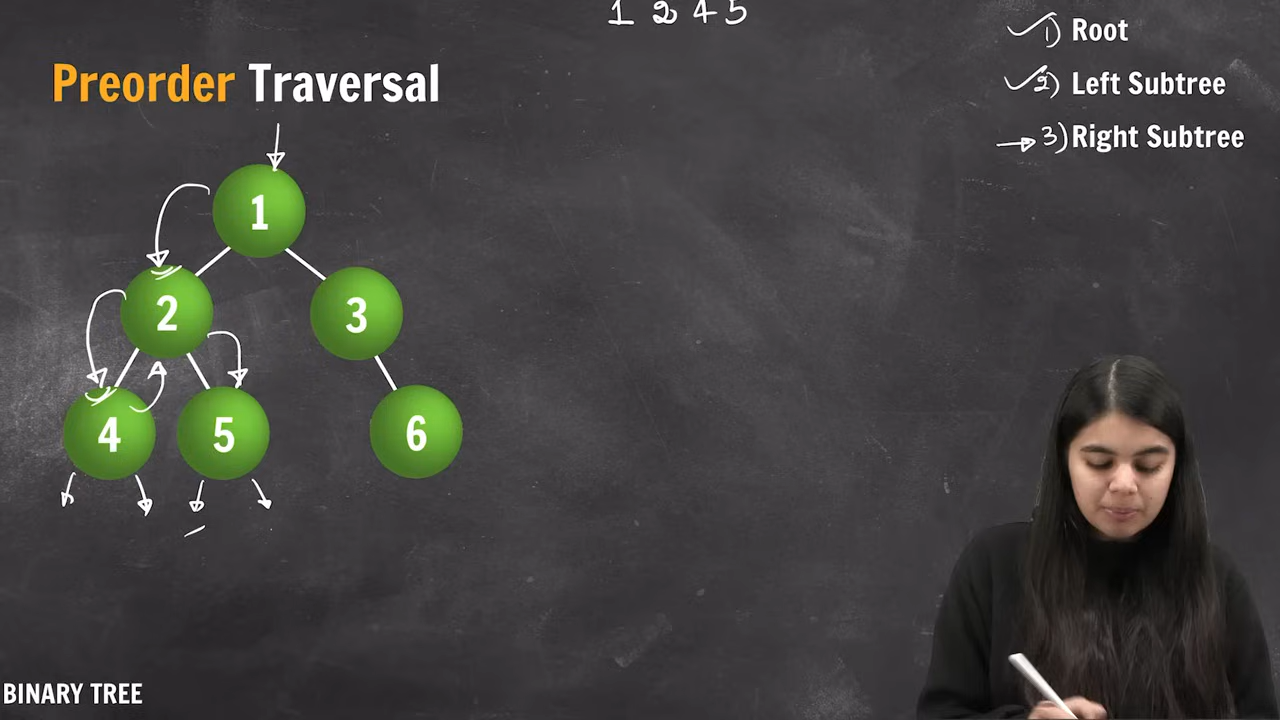 1 2 4 5
1) Root
2) Left Subtree
3) Right Subtree
Preorder Traversal
1
2
3
4
5
6
BINARY TREE